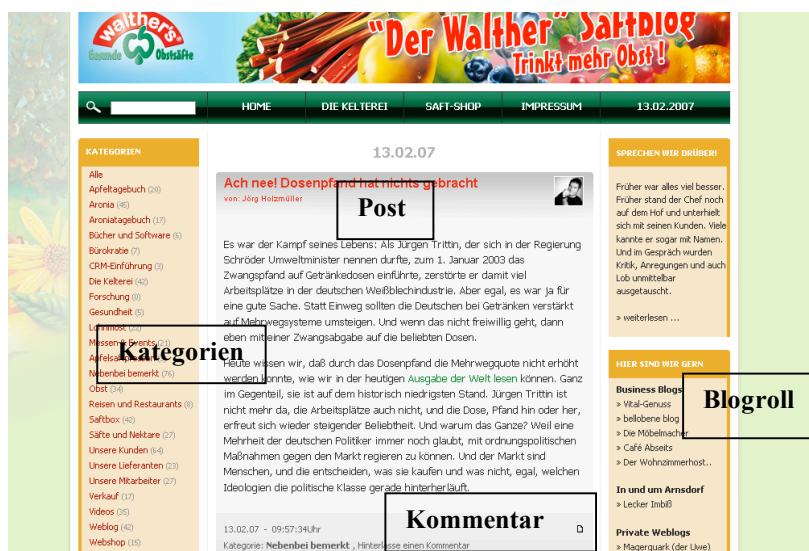 walther's
Gesunde Obstsäfte
"Der Walther" Saftblog
Trinkt mehr Obst!
HOME
DIE KELTEREI
SAFT-SHOP
IMPRESSUM
13.02.2007
KATEGORIEN
Alle
Apfeltagebuch (20)
Aronia (45)
Aroniatagebuch (17)
Bücher und Software (6)
Bürokratie (7)
CRM-Einführung (3)
Die Kelterei (42)
Forschung (8)
Gesundheit (5)
Lohnmost (22)
Messen & Events (21)
Nebenbei bemerkt (76)
Obst (34)
Reisen und Restaurants (8)
Saftbox (42)
Säfte und Nektare (27)
Unsere Kunden (64)
Unsere Lieferanten (23)
Unsere Mitarbeiter (27)
Verkauf (17)
Videos (35)
Weblog (42)
Webshop (15)
Kategorien
13.02.07
Ach nee! Dosenpfand hat nichts gebracht
von: Jörg Holzmüller
Post
Es war der Kampf seines Lebens: Als Jürgen Trittin, der sich in der Regierung
Schröder Umweltminister nennen durfte, zum 1. Januar 2003 das
Zwangspfand auf Getränkedosen einführte, zerstörte er damit viel
Arbeitsplätze in der deutschen Weißblechindustrie. Aber egal, es war ja für
eine gute Sache. Statt Einweg sollten die Deutschen bei Getränken verstärkt
auf Mehrwegsysteme umsteigen. Und wenn das nicht freiwillig geht, dann
eben mit einer Zwangsabgabe auf die beliebten Dosen.
Heute wissen wir, daß durch das Dosenpfand die Mehrwegquote nicht erhöht
werden konnte, wie wir in der heutigen Ausgabe der Welt lesen können. Ganz
im Gegenteil, sie ist auf dem historisch niedrigsten Stand. Jürgen Trittin ist
nicht mehr da, die Arbeitsplätze auch nicht, und die Dose, Pfand hin oder her,
erfreut sich wieder steigender Beliebtheit. Und warum das Ganze? Weil eine
Mehrheit der deutschen Politiker immer noch glaubt, mit ordnungspolitischen
Maßnahmen gegen den Markt regieren zu können. Und der Markt sind
Menschen, und die entscheiden, was sie kaufen und was nicht, egal, welchen
Ideologien die politische Klasse gerade hinterherläuft.
Kommentar
13.02.07 - 09:57:34Uhr
Kategorie: Nebenbei bemerkt , Hinterlasse einen Kommentar
SPRECHEN WIR DRÜBER!
Früher war alles viel besser.
Früher stand der Chef noch
auf dem Hof und unterhielt
sich mit seinen Kunden. Viele
kannte er sogar mit Namen.
Und im Gespräch wurden
Kritik, Anregungen und auch
Lob unmittelbar
ausgetauscht.
» weiterlesen ...
HIER SIND WIR GERN
Business Blogs
» Vital-Genuss
» bellobene blog
» Die Möbelmacher
» Café Abseits
» Der Wohnzimmerhost..
In und um Arnsdorf
» Lecker Imbiß
Private Weblogs
» Magerquark (der Uwe)
Blogroll